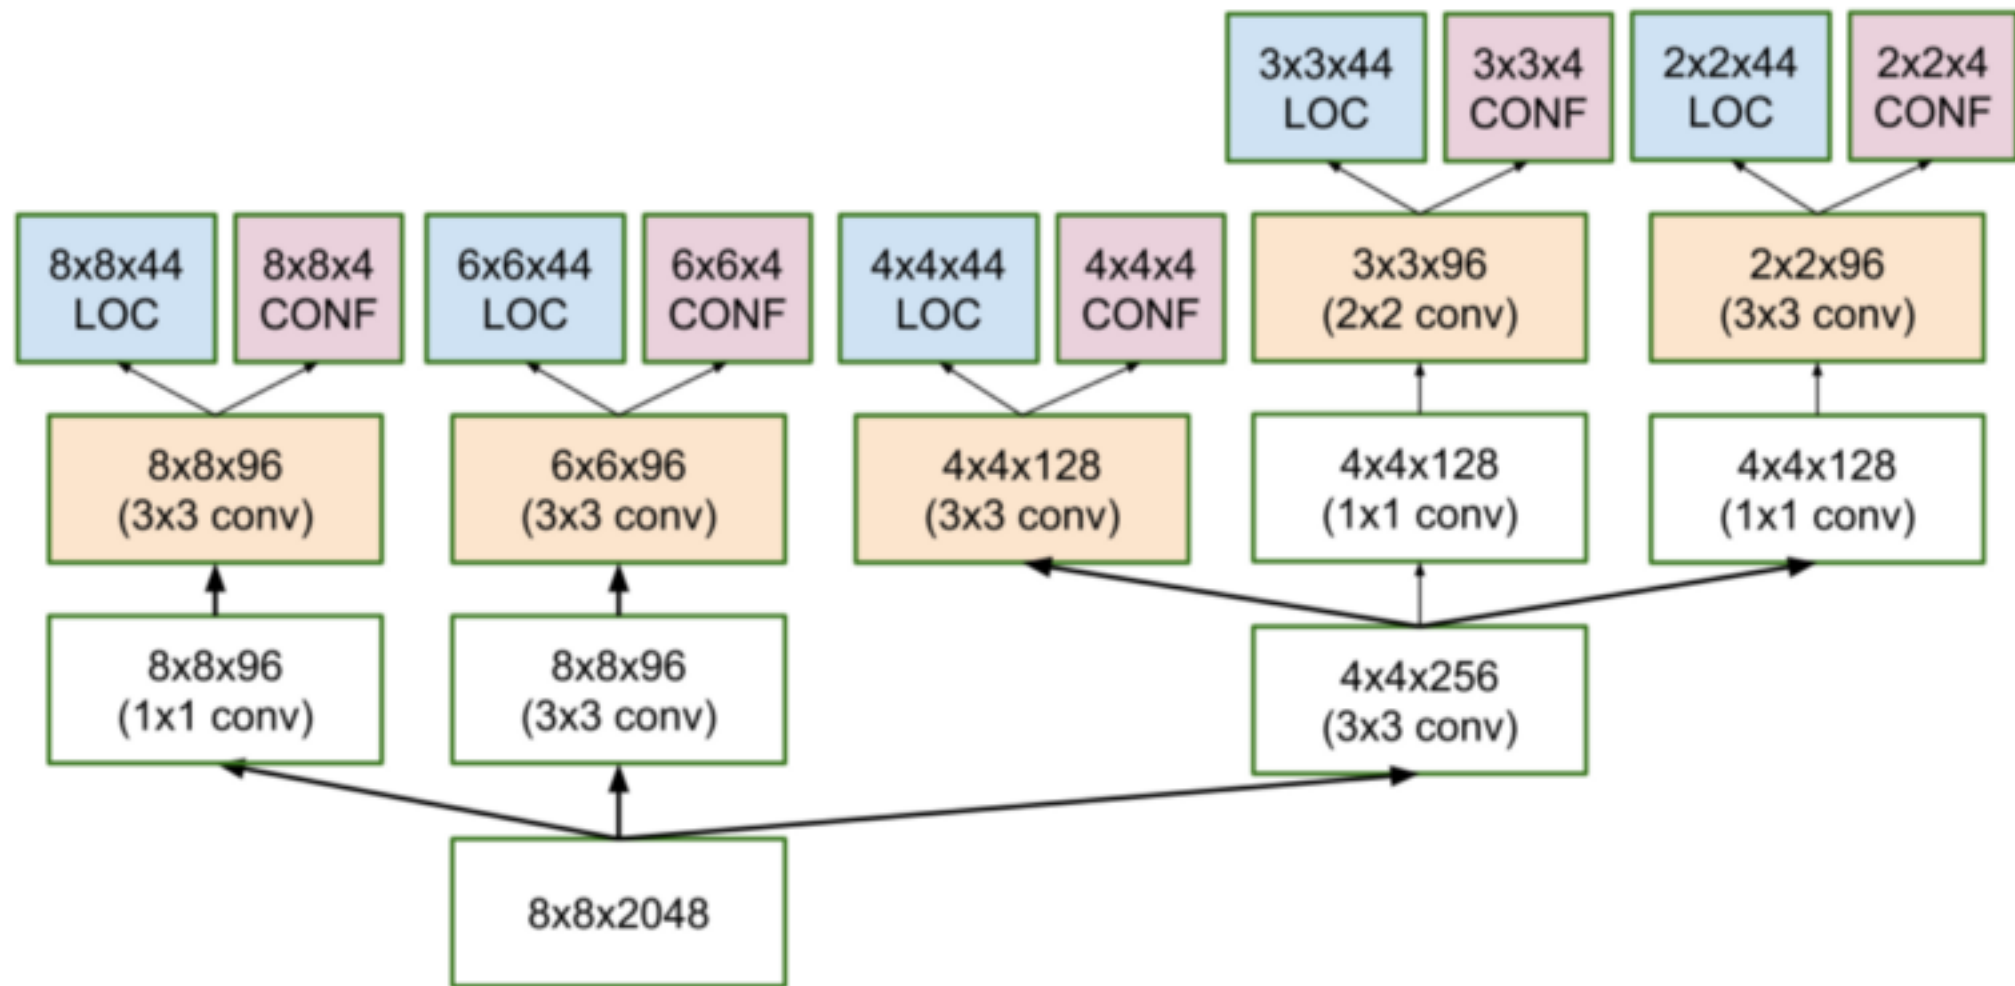 3x3x44
LOC
3x3x4
CONF
2x2x44
LOC
2x2x4
CONF
8x8x44
LOC
8x8x4
CONF
6x6x44
LOC
6x6x4
CONF
4x4x44
LOC
4x4x4
CONF
3x3x96
(2x2 conv)
2x2x96
(3x3 conv)
8x8x96
(3x3 conv)
6x6x96
(3x3 conv)
4x4x128
(3x3 conv)
4x4x128
(1x1 conv)
4x4x128
(1x1 conv)
8x8x96
(1x1 conv)
8x8x96
(3x3 conv)
4x4x256
(3x3 conv)
8x8x2048